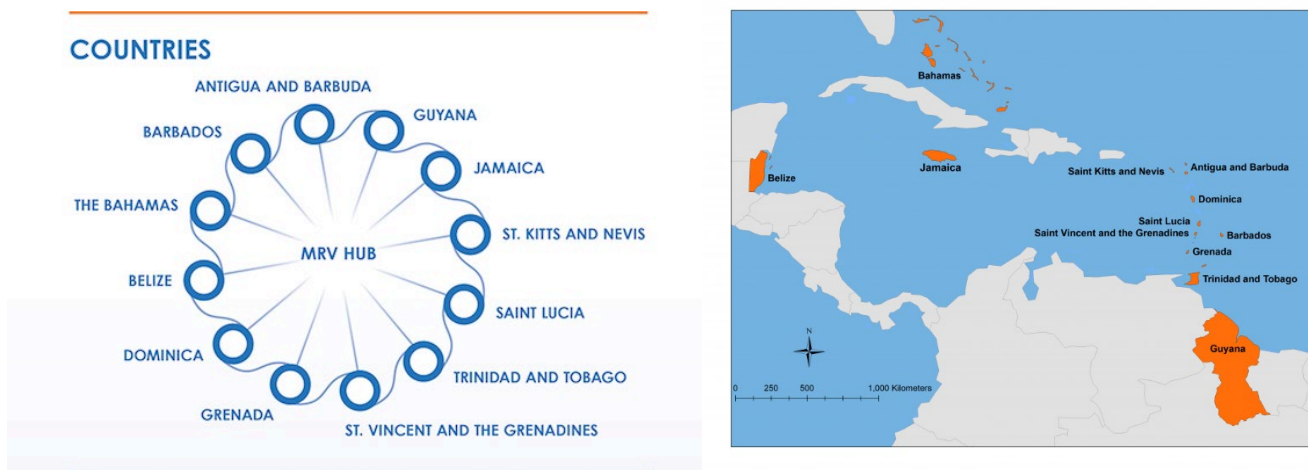 COUNTRIES
ANTIGUA AND BARBUDA
GUYANA
BARBADOS
JAMAICA
THE BAHAMAS
ST. KITTS AND NEVIS
MRV HUB
BELIZE
SAINT LUCIA
DOMINICA
TRINIDAD AND TOBAGO
GRENADA
ST. VINCENT AND THE GRENADINES
Bahamas
Jamaica
Belize
Saint Kitts and Nevis
Antigua and Barbuda
Dominica
Saint Lucia
Saint Vincent and the Grenadines
Barbados
Grenada
Trinidad and Tobago
Guyana
N
0 250 500 1,000 Kilometers